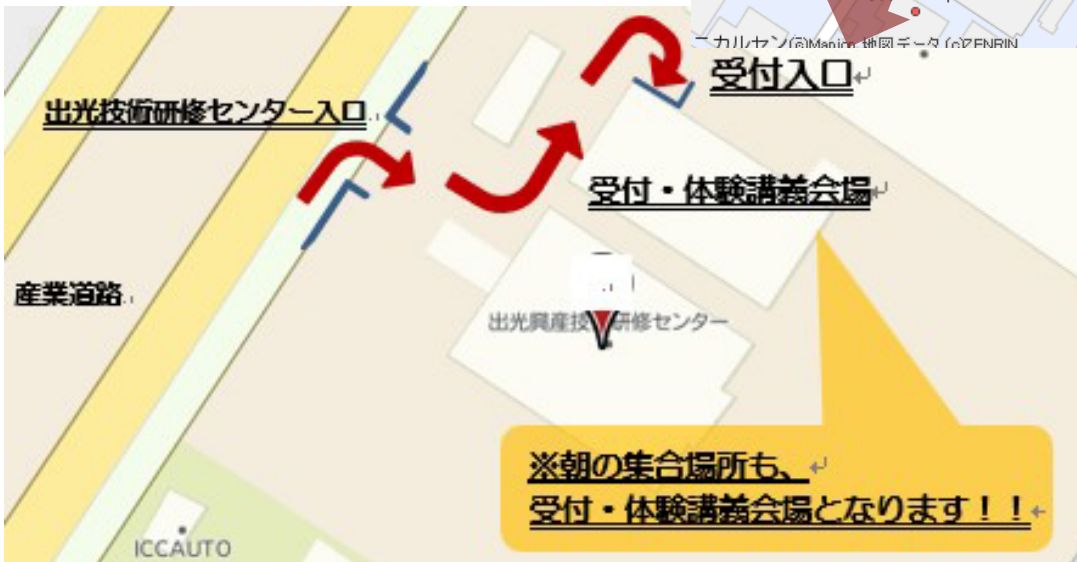 ニカルセン(c)Mapion 地図データ (c)ZENRIN
受付入口
出光技術研修センター入口
受付・体験講義会場
産業道路
出光興産技 研修センター
※朝の集合場所も、
受付・体験講義会場となります！！
ICCAUTO